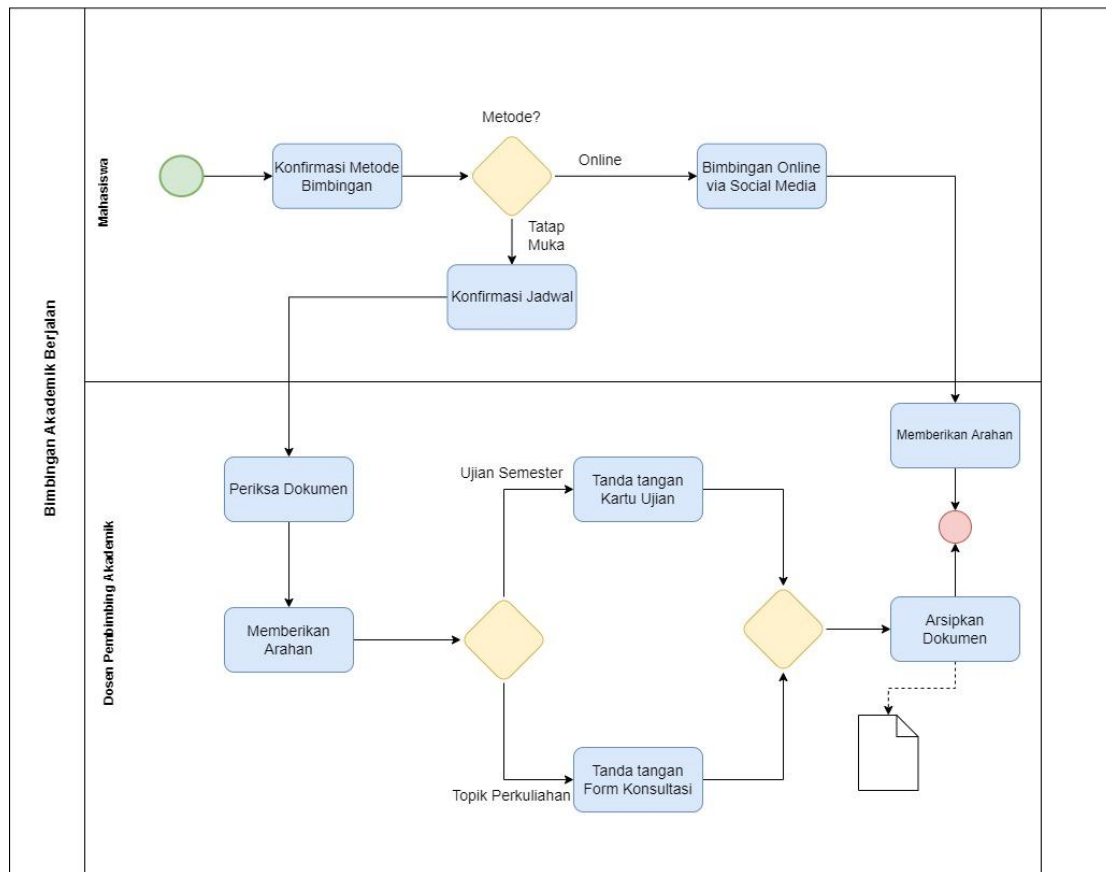 Bimbingan Akademik Berjalan
Mahasiswa
Metode?
Konfirmasi Metode
Bimbingan
Online
Bimbingan Online
via Social Media
Tatap
Muka
Konfirmasi Jadwal
Dosen Pembimbing Akademik
Memberikan Arahan
Periksa Dokumen
Ujian Semester
Tanda tangan
Kartu Ujian
Memberikan
Arahan
Arsipkan
Dokumen
Topik Perkuliahan
Tanda tangan
Form Konsultasi